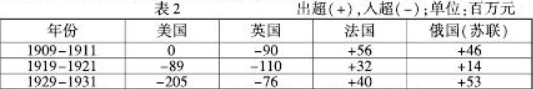 表2 出超(+),人超(-);单位:百万元
年份 美国 英国 法国 俄国(苏联)
1909-1911 0 -90 +56 +46
1919-1921 -89 -110 +32 +14
1929-1931 -205 -76 +40 +53